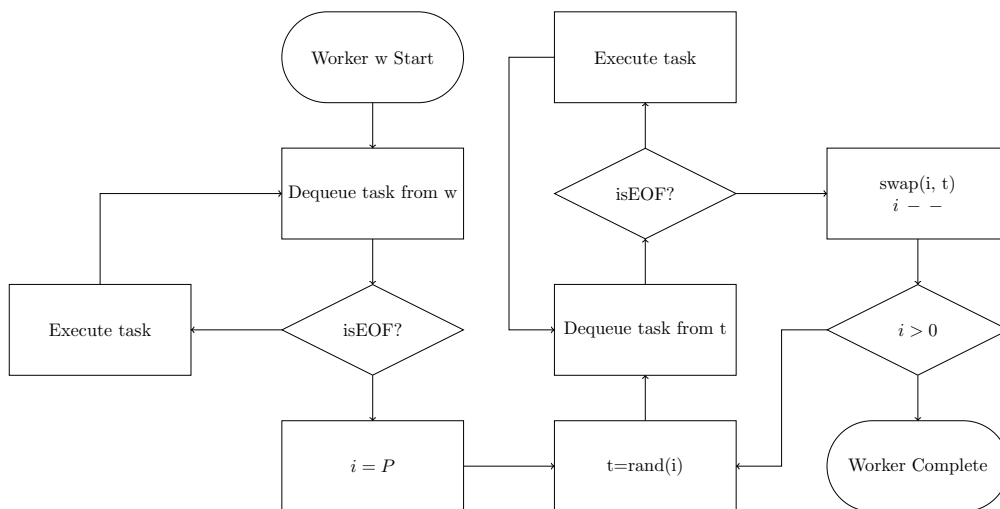 Worker w Start
Dequeue task from w
isEOF?
Execute task
i = P
t=rand(i)
Dequeue task from t
isEOF?
Execute task
swap(i, t)
i − −
i > 0
Worker Complete